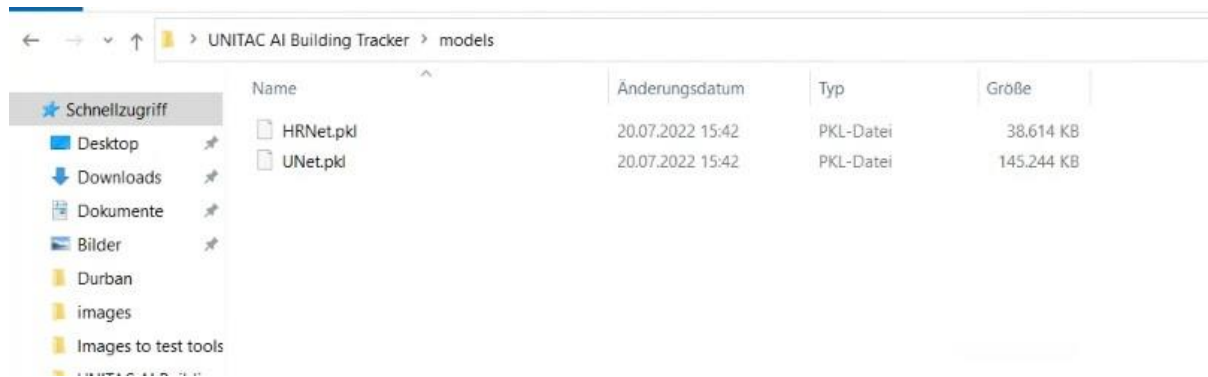 UNITAC AI Building Tracker > models
Name Änderungsdatum Typ Größe
Schnellzugriff
HRNet.pkl 20.07.2022 15:42 PKL-Datei 38.614 KB
Desktop
UNet.pkl 20.07.2022 15:42 PKL-Datei 145.244 KB
Downloads
Dokumente
Bilder
Durban
images
Images to test tools